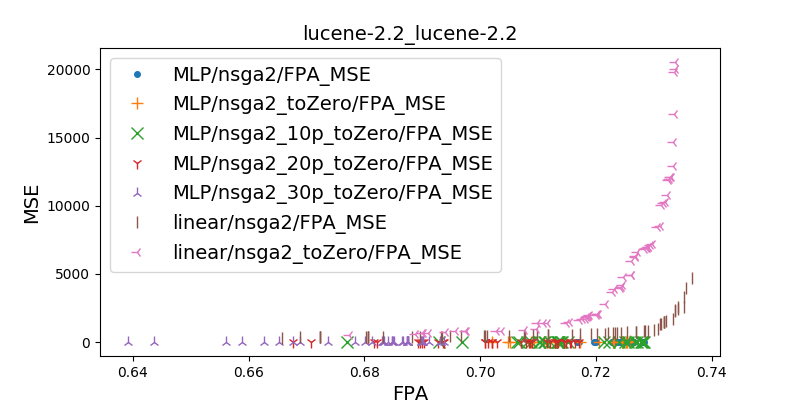 lucene-2.2_lucene-2.2
20000
15000
10000
5000
0
MSE
MLP/nsga2/FPA_MSE
MLP/nsga2_toZero/FPA_MSE
MLP/nsga2_10p_toZero/FPA_MSE
MLP/nsga2_20p_toZero/FPA_MSE
MLP/nsga2_30p_toZero/FPA_MSE
linear/nsga2/FPA_MSE
linear/nsga2_toZero/FPA_MSE
0.64 0.66 0.68 0.70 0.72 0.74
FPA